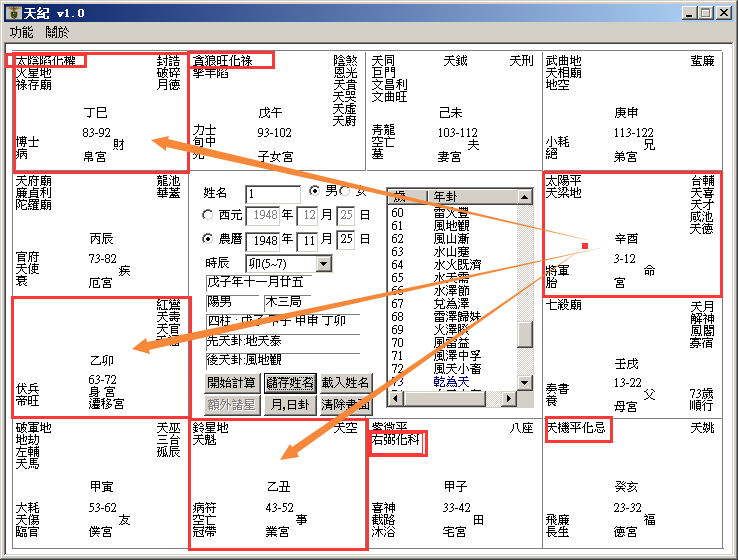 天紀 v1.0
功能 關於
太陰陷化權
火星地
祿存廟
封誥
破碎
月德
丁巳
83-92
財
博士
病
帛宮
貪狼旺化祿
擎羊陷
陰煞
恩光
天貴
天哭
天虛
天廚
戊午
93-102
力士
旬中
死
子女宮
天同
巨門
文昌利
文曲旺
天鉞
天刑
己未
103-112
夫
青龍
空亡
墓
妻宮
武曲地
天相廟
地空
蜚廉
庚申
113-122
兄
小耗
絕
弟宮
天府廟
廉貞利
陀羅廟
龍池
華蓋
丙辰
73-82
疾
官府
天使
衰
厄宮
姓名 1 男 女
西元 1948 年 12 月 25 日
農曆 1948 年 11 月 25 日
時辰 卯(5~7)
戊子年十一月廿五
陽男 木三局
四柱:戊子 甲子 甲申 丁卯
先天卦:地天泰
後天卦:風地觀
開始計算 儲存姓名 載入姓名
額外諸星 月,日卦 清除畫面
歲 年卦
60 雷火豐
61 風地觀
62 風山漸
63 水山蹇
64 水火既濟
65 水天需
66 水澤節
67 兌為澤
68 雷澤歸妹
69 火澤睽
70 風雷益
71 風澤中孚
72 風天小畜
73 乾為天
太陽平
天梁地
台輔
天喜
天才
咸池
天德
辛酉
3-12
命
將軍
胎
宮
紅鸞
天壽
天官
天福
乙卯
63-72
身宮
伏兵
帝旺
遷移宮
七殺廟
天月
解神
鳳閣
寡宿
壬戌
13-22
父
奏書
養
母宮
73歲
順行
破軍地
地劫
左輔
天馬
天巫
三台
孤辰
甲寅
53-62
友
大耗
天傷
臨官
僕宮
鈴星地
天魁
天空
乙丑
43-52
事
病符
空亡
冠帶
業宮
紫微平
右弼化科
八座
甲子
33-42
田
喜神
截路
沐浴
宅宮
天機平化忌
天姚
癸亥
23-32
福
飛廉
長生
德宮